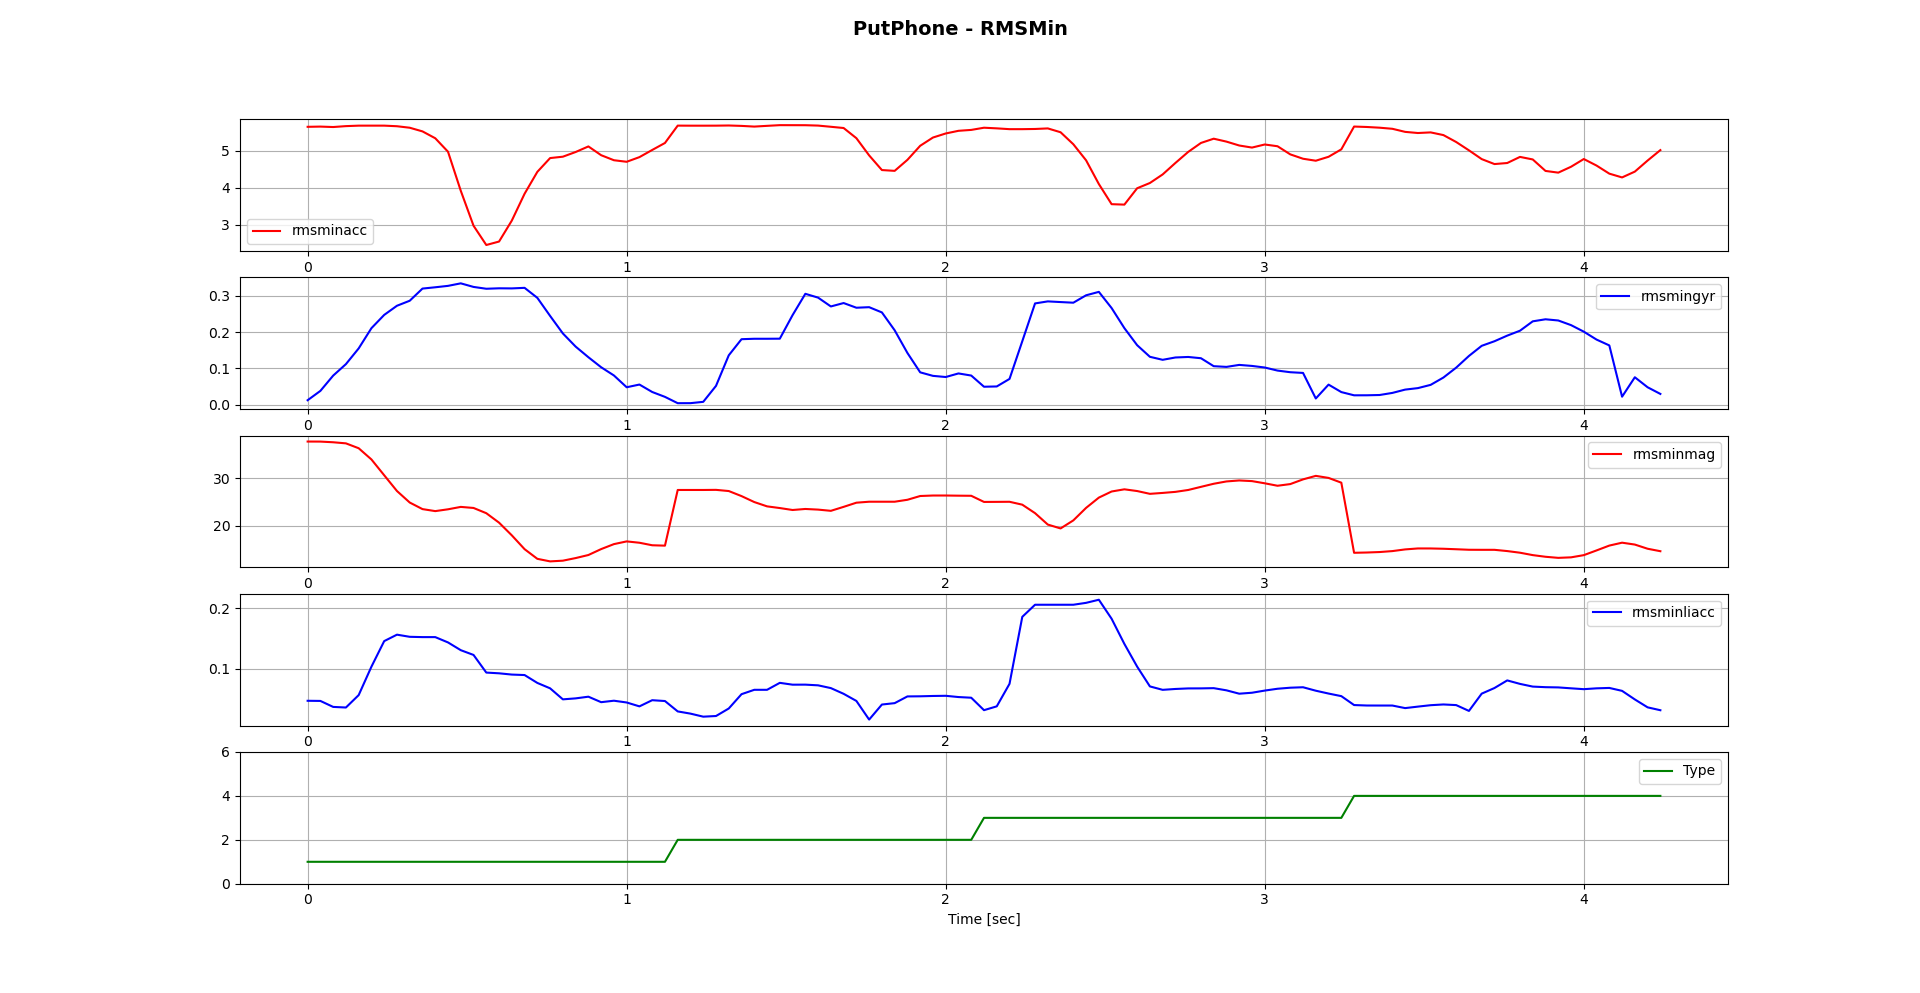 PutPhone - RMSMin
5
4
3
rmsminacc
0 1 2 3 4
0.3
0.2
0.1
0.0
rmsmingyr
0 1 2 3 4
30
20
rmsminmag
0 1 2 3 4
0.2
0.1
rmsminliacc
0 1 2 3 4
6
4
2
0
Type
0 1 2 3 4
Time [sec]